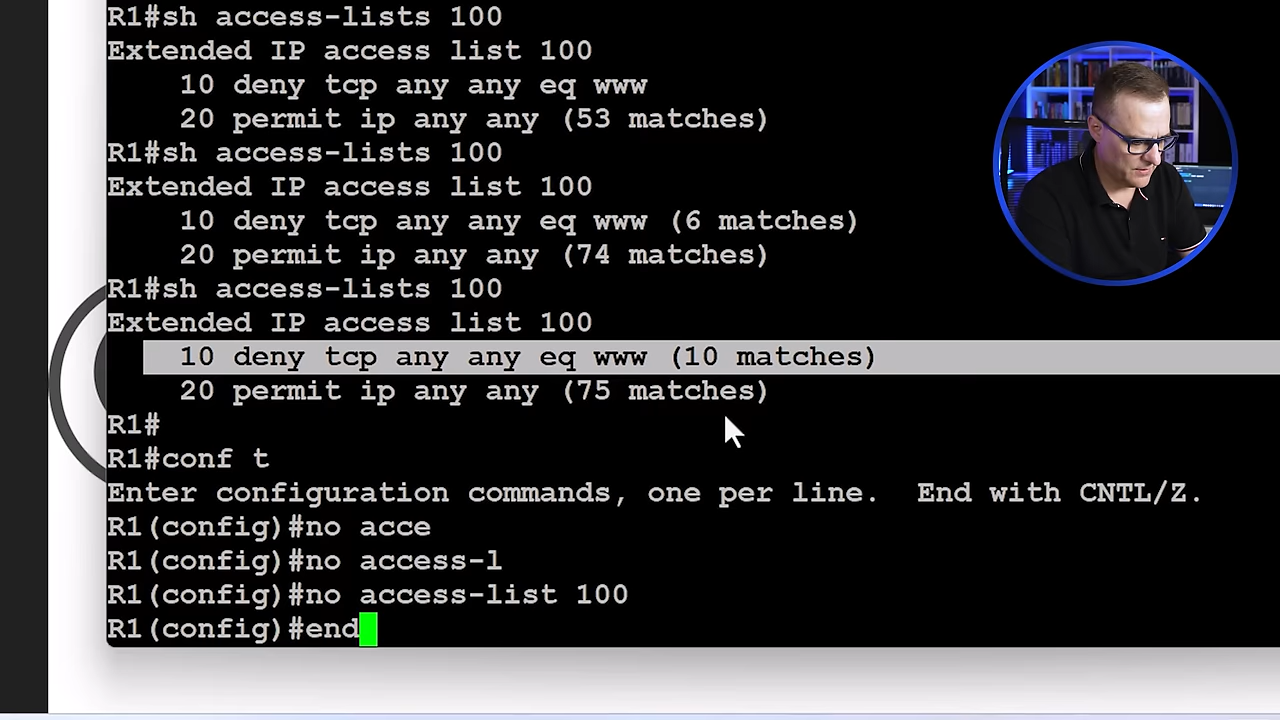 R1#sh access-lists 100
Extended IP access list 100
    10 deny tcp any any eq www
    20 permit ip any any (53 matches)
R1#sh access-lists 100
Extended IP access list 100
    10 deny tcp any any eq www (6 matches)
    20 permit ip any any (74 matches)
R1#sh access-lists 100
Extended IP access list 100
    10 deny tcp any any eq www (10 matches)
    20 permit ip any any (75 matches)
R1#
R1#conf t
Enter configuration commands, one per line.  End with CNTL/Z.
R1(config)#no acce
R1(config)#no access-l
R1(config)#no access-list 100
R1(config)#end